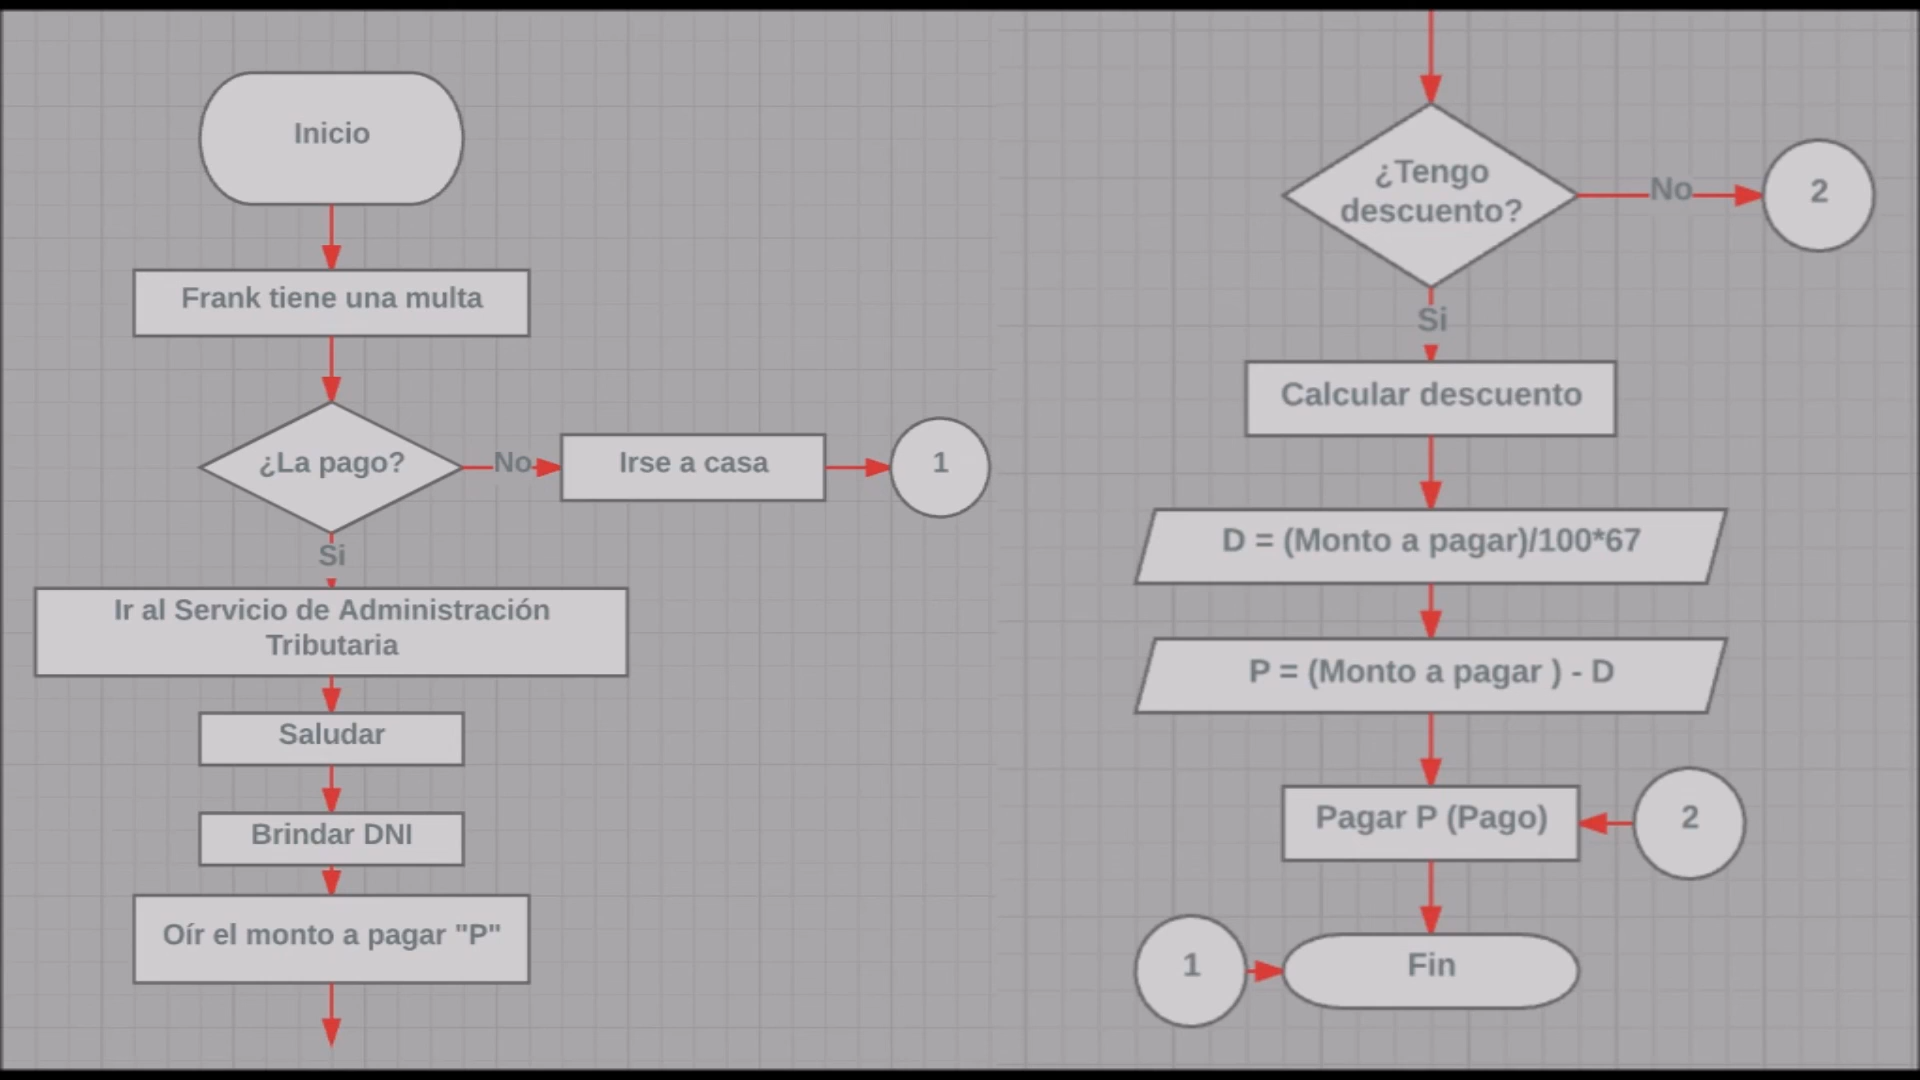 Inicio
Frank tiene una multa
¿La pago?
No
Irse a casa
1
Si
Ir al Servicio de Administración
Tributaria
Saludar
Brindar DNI
Oír el monto a pagar "P"
¿Tengo
descuento?
No
2
Si
Calcular descuento
D = (Monto a pagar)/100*67
P = (Monto a pagar ) - D
Pagar P (Pago)
2
1
Fin